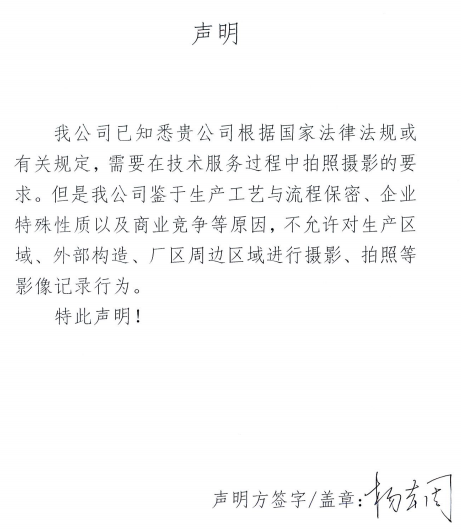 声明
我公司已知悉贵公司根据国家法律法规或
有关规定，需要在技术服务过程中拍照摄影的要
求。但是我公司鉴于生产工艺与流程保密、企业
特殊性质以及商业竞争等原因，不允许对生产区
域、外部构造、厂区周边区域进行摄影、拍照等
影像记录行为。
特此声明！
声明方签字/盖章：杨